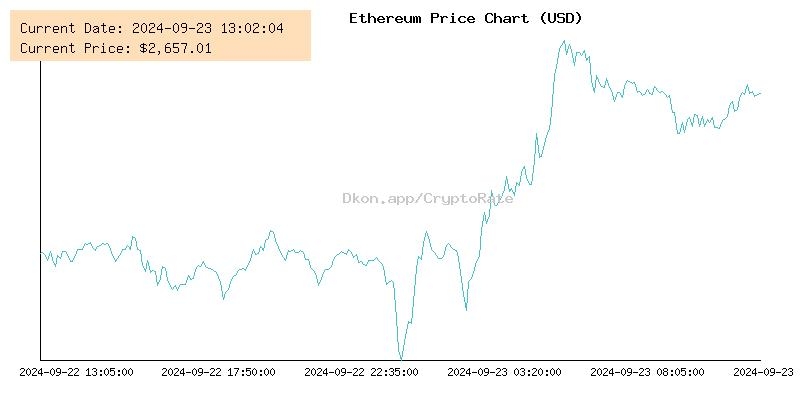 Ethereum Price Chart (USD)
Current Date: 2024-09-23 13:02:04
Current Price: $2,657.01
Dkon.app/CryptoRate
2024-09-22 13:05:00 2024-09-22 17:50:00 2024-09-22 22:35:00 2024-09-23 03:20:00 2024-09-23 08:05:00 2024-09-23